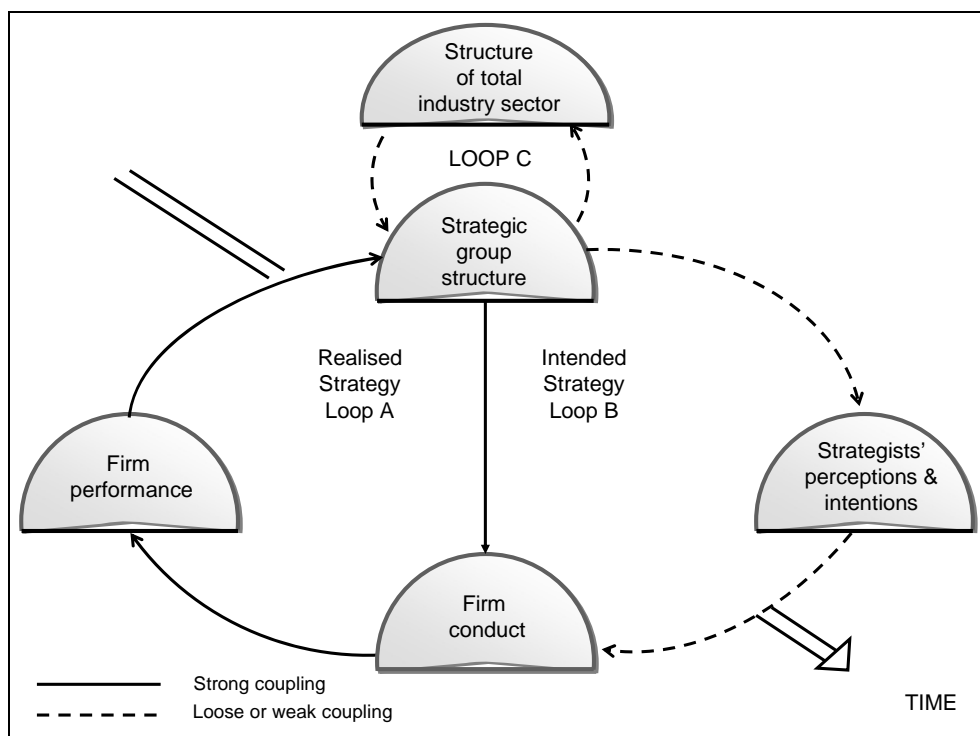 Structure
of total
industry sector
LOOP C
Strategic
group
structure
Realised
Strategy
Loop A
Intended
Strategy
Loop B
Firm
performance
Strategists’
perceptions &
intentions
Firm
conduct
Strong coupling
Loose or weak coupling
TIME